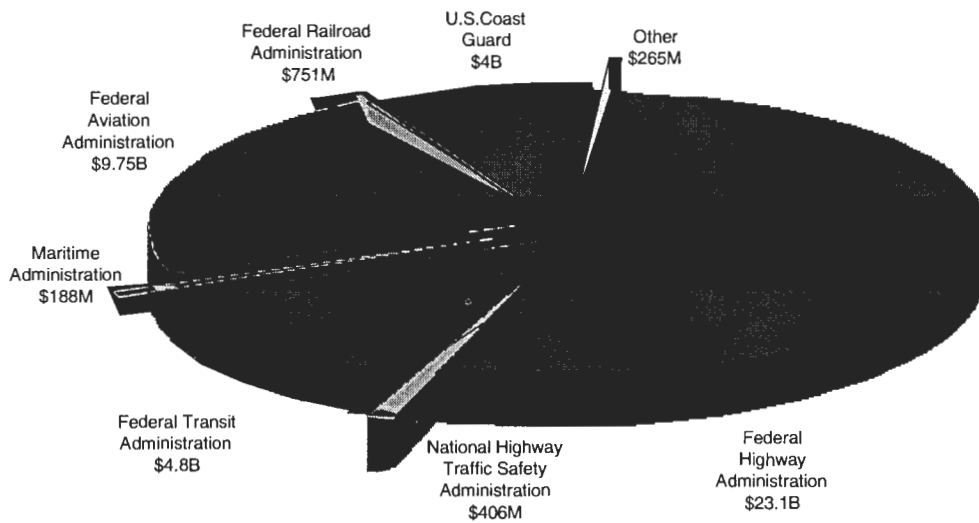 U.S.Coast
Guard
$4B
Other
$265M
Federal Railroad
Administration
$751M
Federal
Aviation
Administration
$9.75B
Maritime
Administration
$188M
Federal Transit
Administration
$4.8B
National Highway
Traffic Safety
Administration
$406M
Federal
Highway
Administration
$23.1B